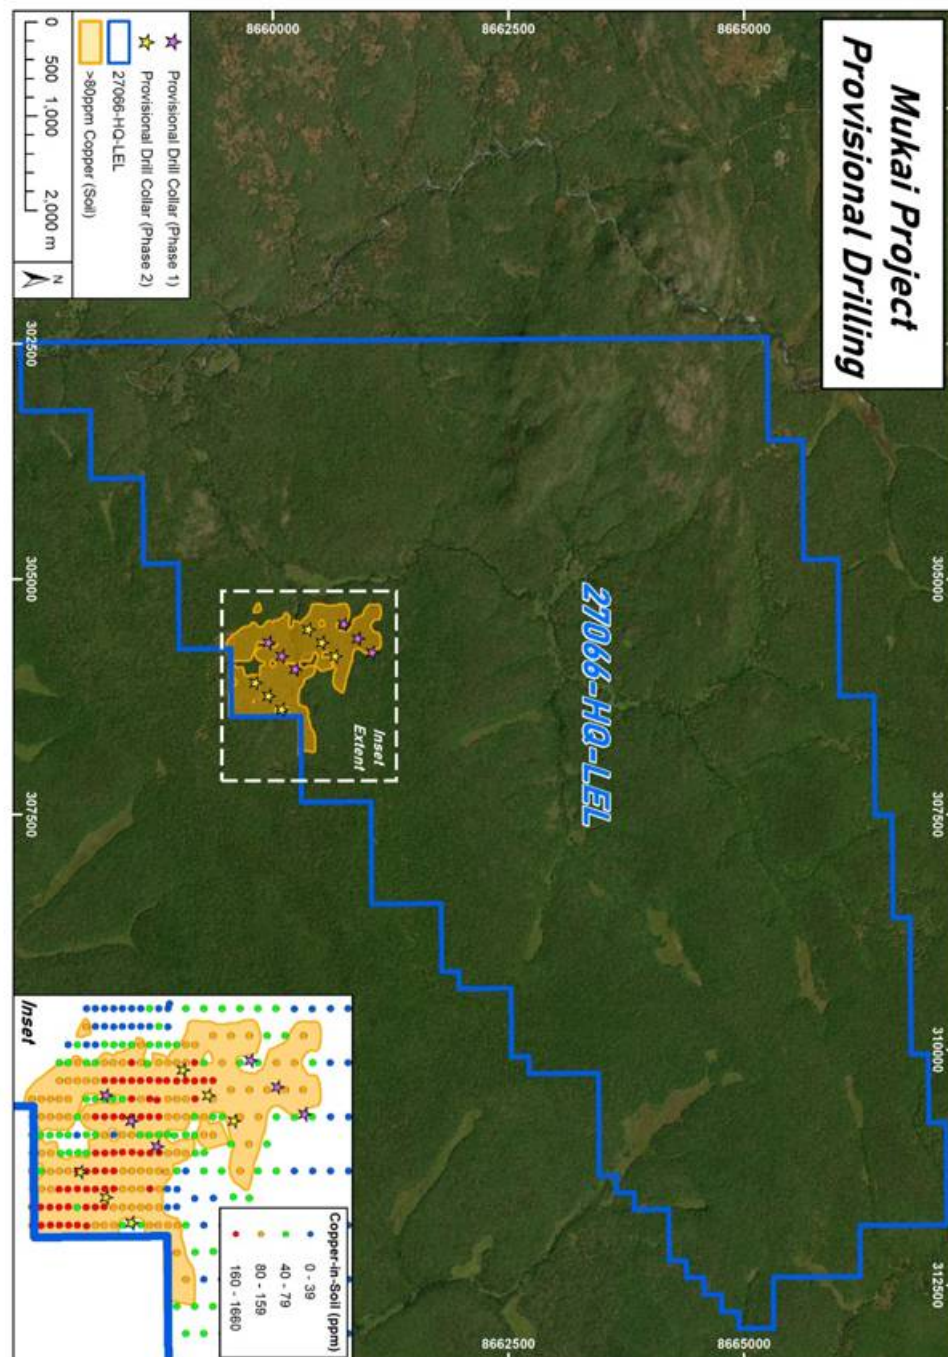 Mukai Project
Provisional Drilling
8660000
8662500
8665000
302500
305000
307500
310000
312500
8662500
8665000
27066-HQ-LEL
Inset
Extent
Provisional Drill Collar (Phase 1)
Provisional Drill Collar (Phase 2)
27066-HQ-LEL
>80ppm Copper (Soil)
0 500 1,000 2,000 m
N
Inset
Copper-in-Soil (ppm)
0 - 39
40 - 79
80 - 159
160 - 1660